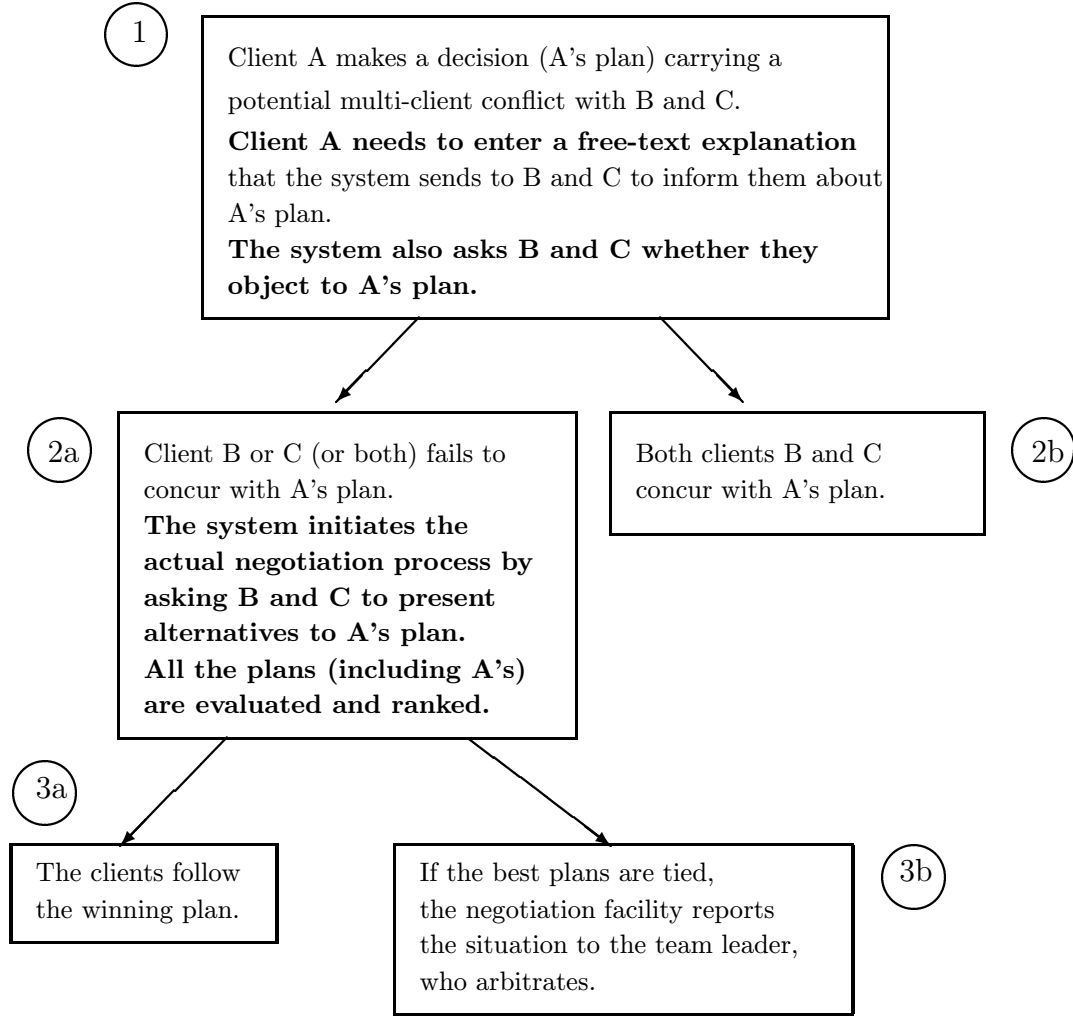 1
Client A makes a decision (A's plan) carrying a
potential multi-client conflict with B and C.
Client A needs to enter a free-text explanation
that the system sends to B and C to inform them about
A's plan.
The system also asks B and C whether they
object to A's plan.
2a
Client B or C (or both) fails to
concur with A's plan.
The system initiates the
actual negotiation process by
asking B and C to present
alternatives to A's plan.
All the plans (including A's)
are evaluated and ranked.
Both clients B and C
concur with A's plan.
2b
3a
The clients follow
the winning plan.
If the best plans are tied,
the negotiation facility reports
the situation to the team leader,
who arbitrates.
3b